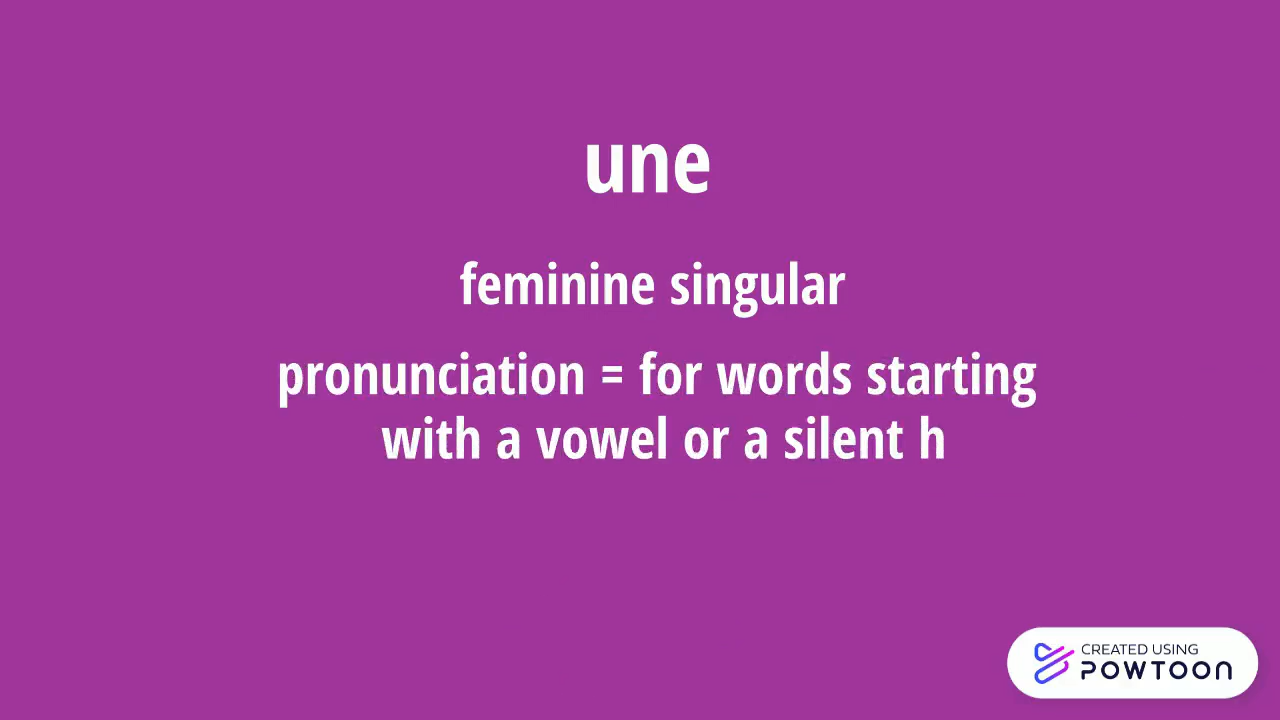 une
feminine singular
pronunciation = for words starting
with a vowel or a silent h
CREATED USING
POWTOON